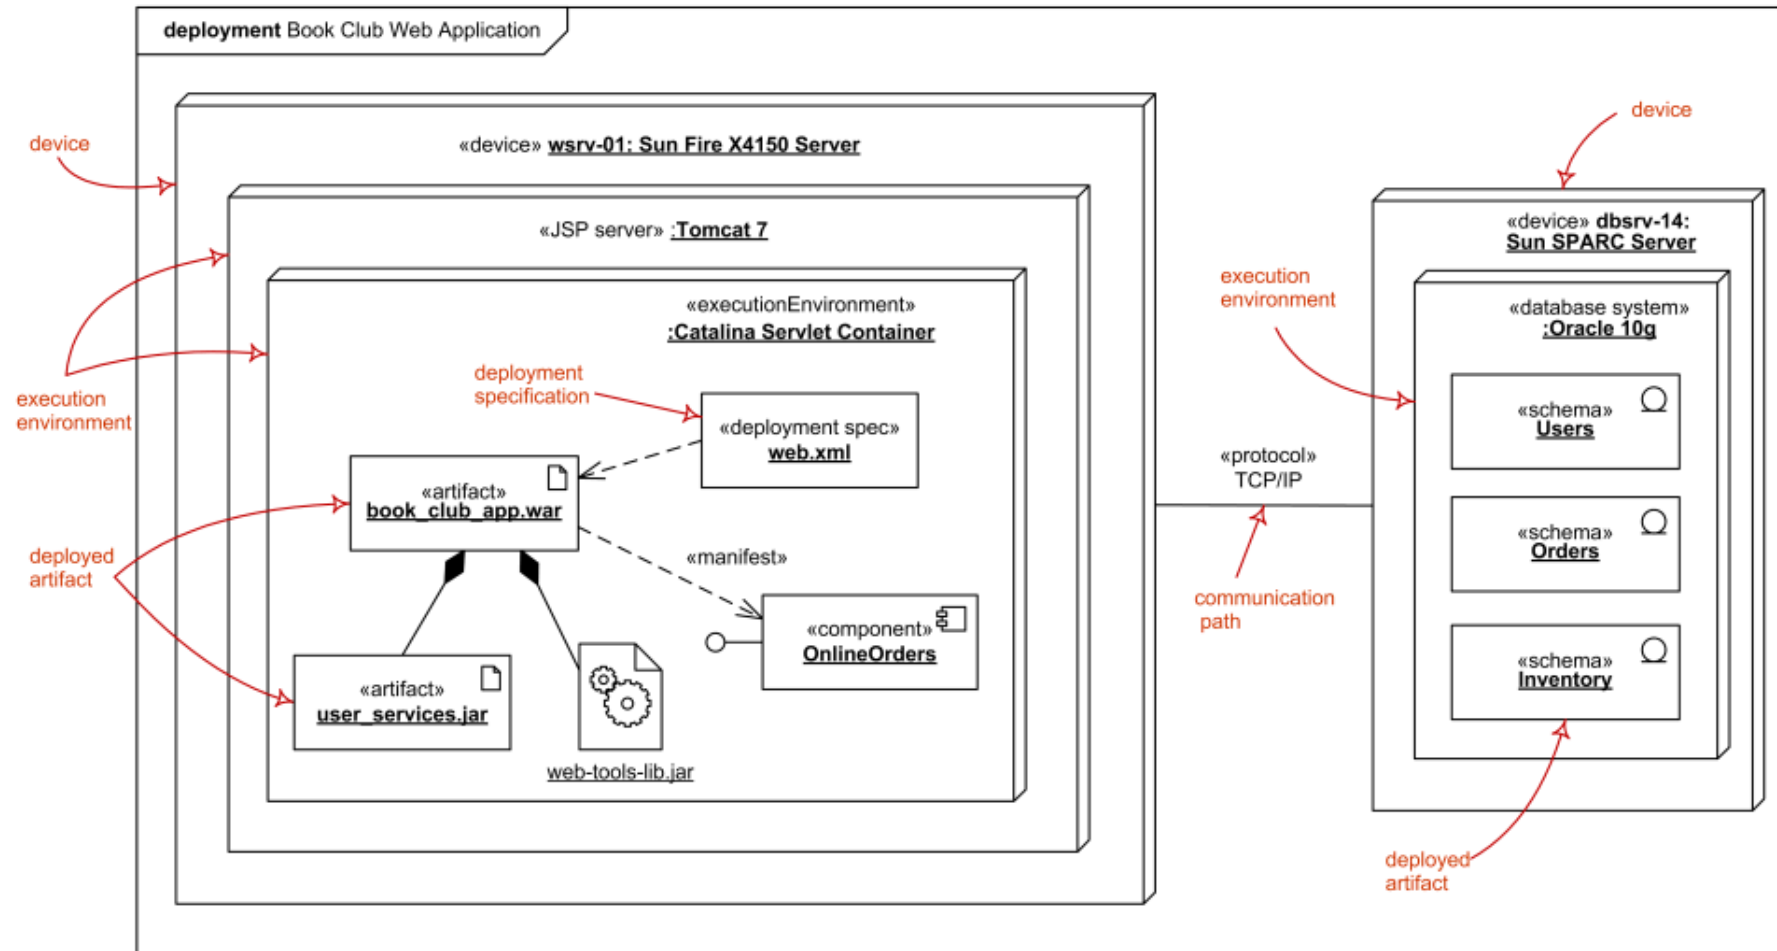 deployment Book Club Web Application
device
«device» wsrv-01: Sun Fire X4150 Server
device
«JSP server» :Tomcat 7
«device» dbsrv-14:
Sun SPARC Server
«executionEnvironment»
:Catalina Servlet Container
execution
environment
«database system»
:Oracle 10g
deployment
specification
execution
environment
«deployment spec»
web.xml
«schema»
Users
«protocol»
TCP/IP
«artifact»
book_club_app.war
«schema»
Orders
deployed
artifact
«manifest»
communication
path
«component»
OnlineOrders
«artifact»
user_services.jar
«schema»
Inventory
web-tools-lib.jar
deployed
artifact